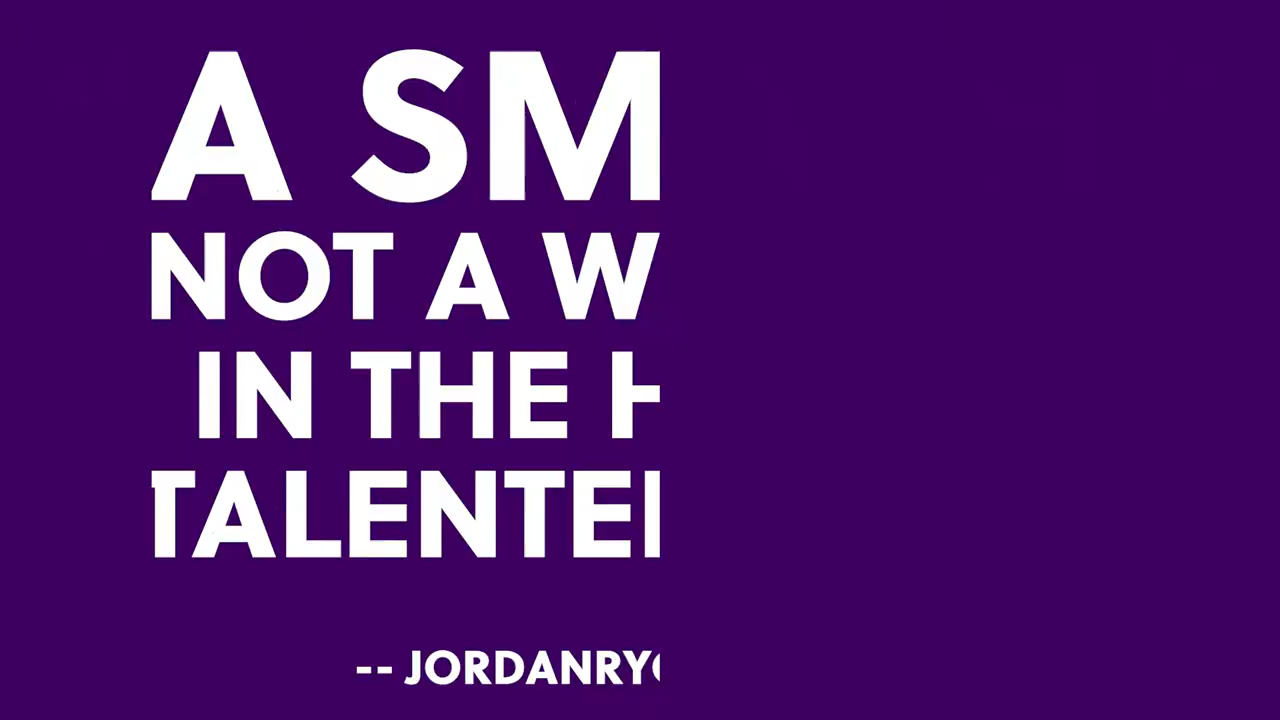 A SM
NOT A W
IN THE
TALENTE
-- JORDANRY